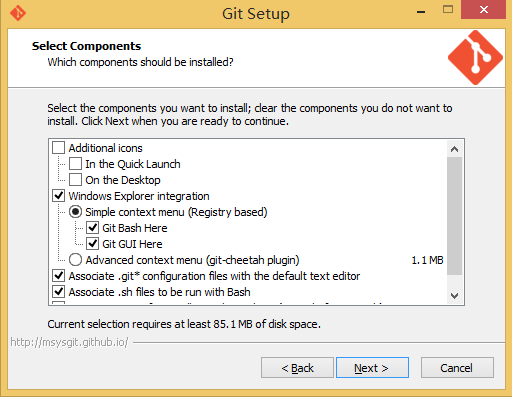 Git Setup
Select Components
Which components should be installed?
Select the components you want to install; clear the components you do not want to
install. Click Next when you are ready to continue.
Additional icons
In the Quick Launch
On the Desktop
Windows Explorer integration
Simple context menu (Registry based)
Git Bash Here
Git GUI Here
Advanced context menu (git-cheetah plugin) 1.1 MB
Associate .git* configuration files with the default text editor
Associate .sh files to be run with Bash
Current selection requires at least 85.1 MB of disk space.
http://msysgit.github.io/
< Back
Next >
Cancel